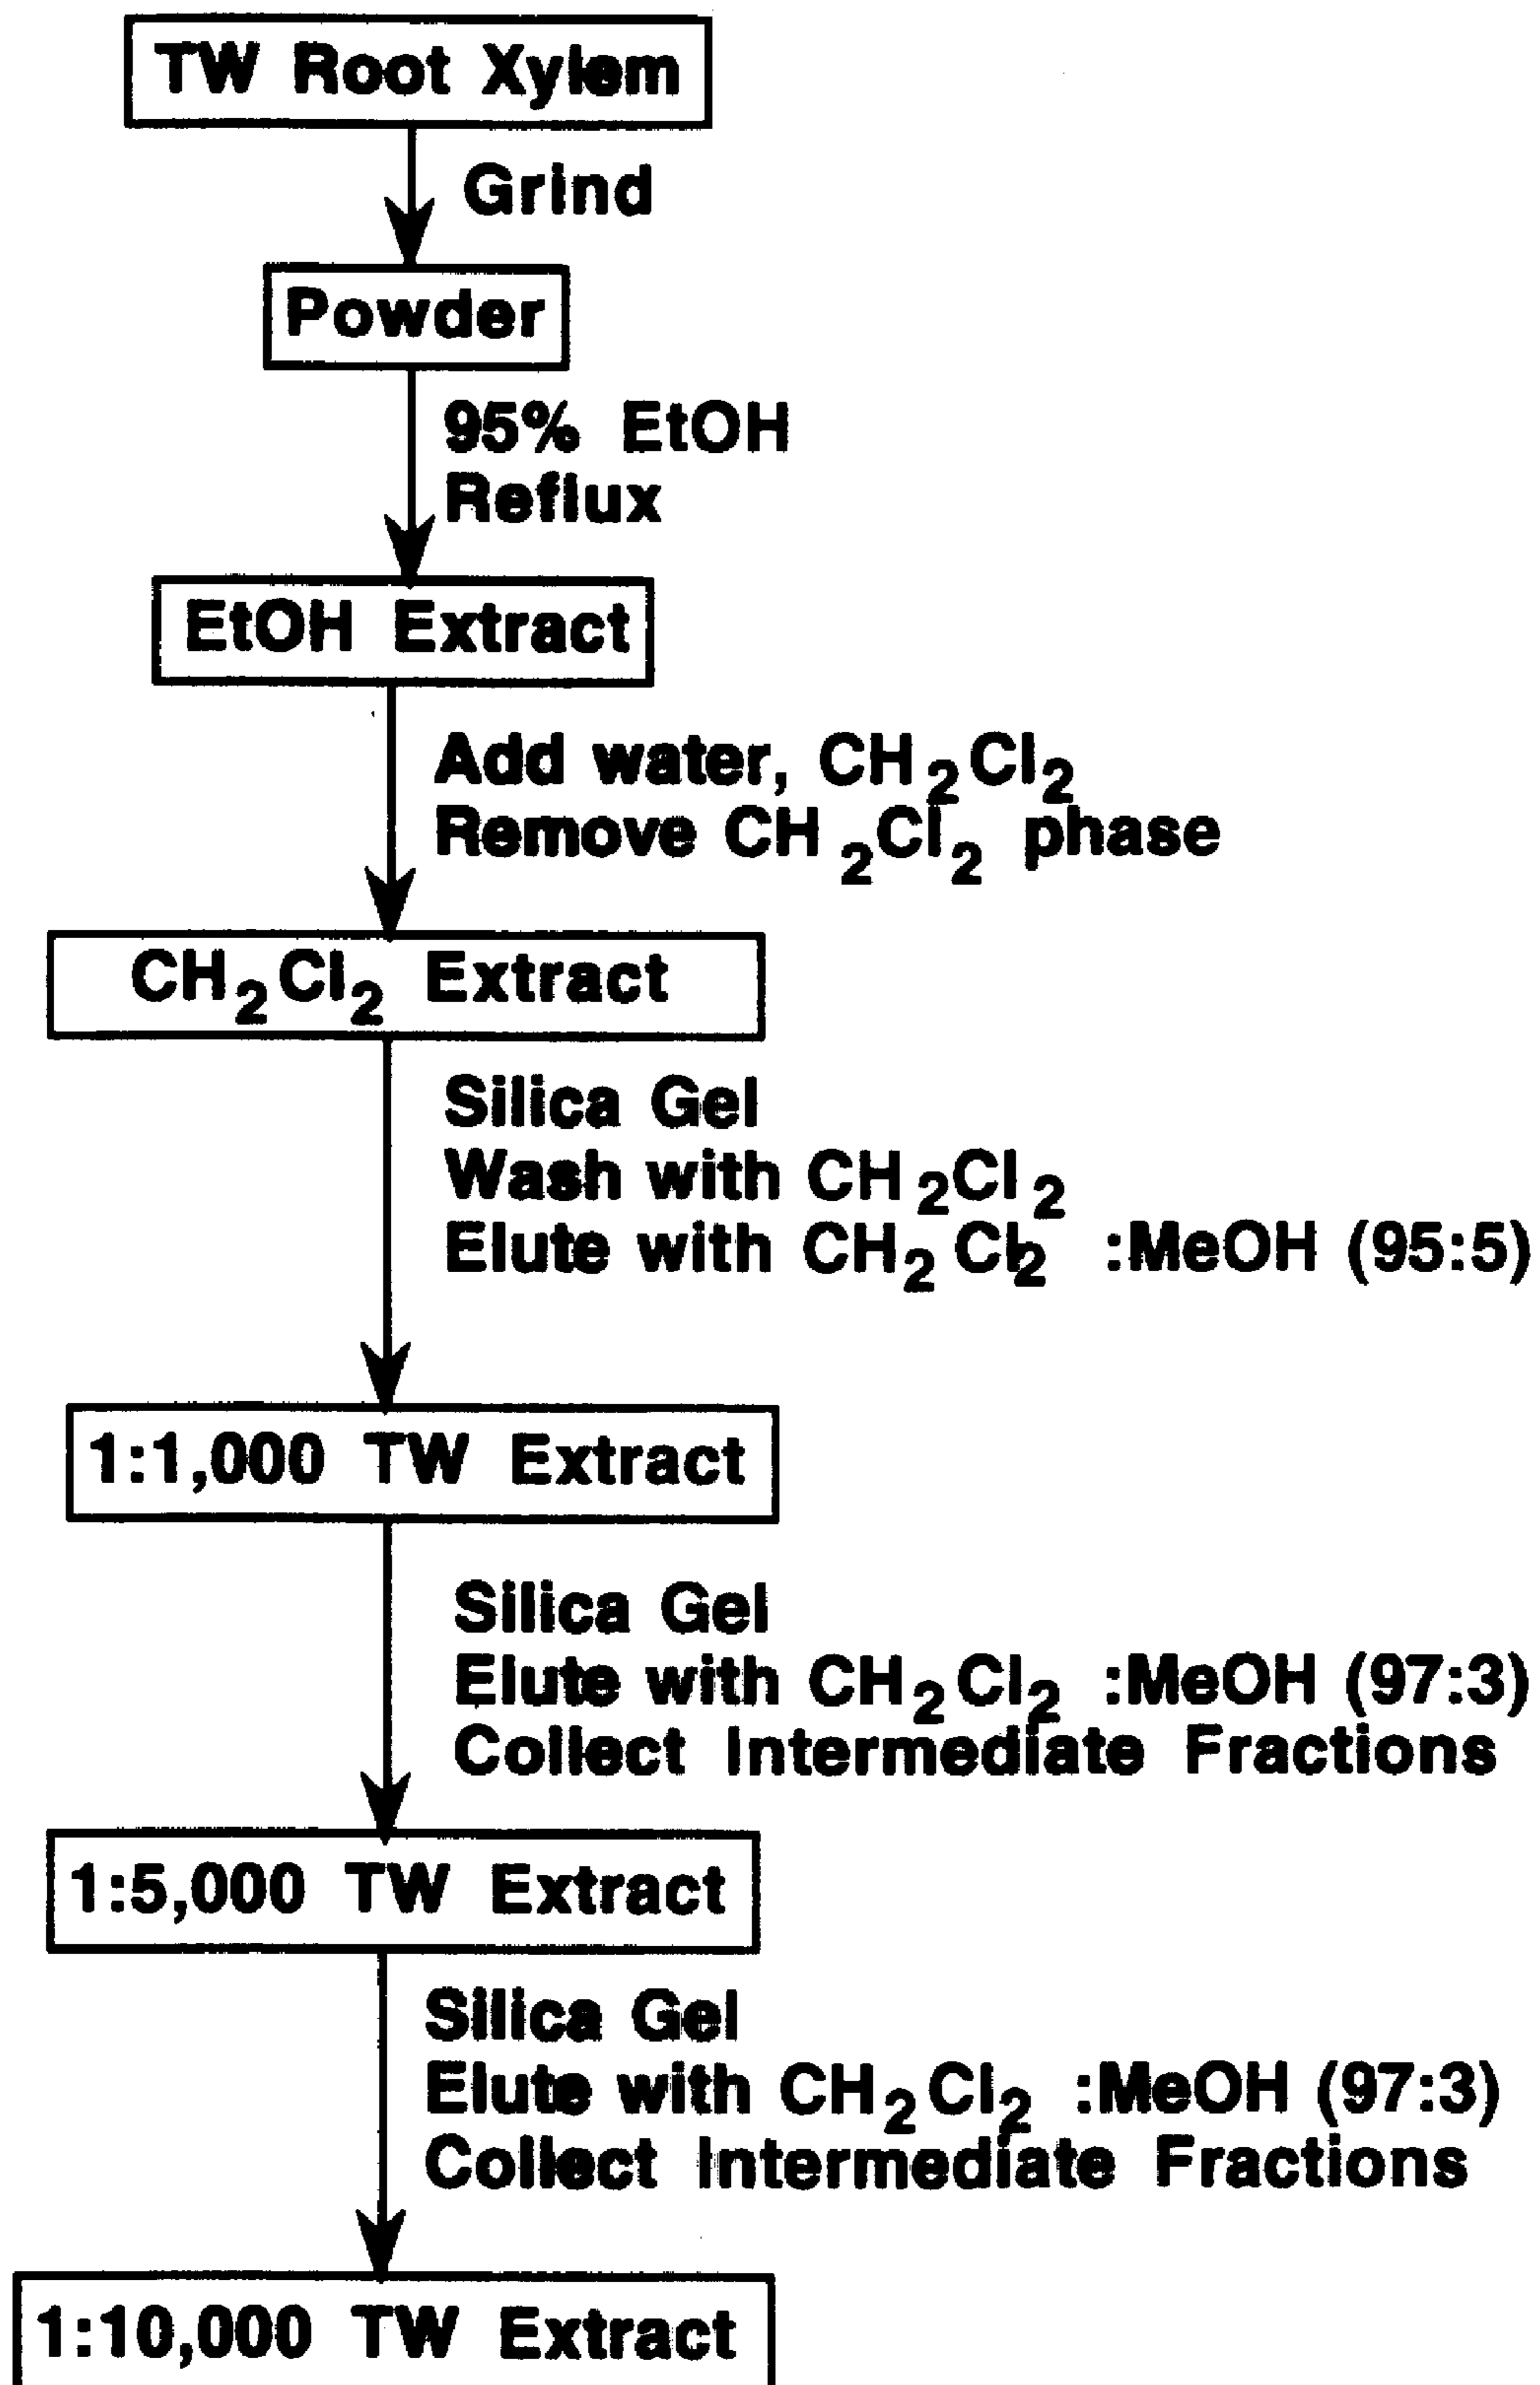 TW Root Xylem
Grind
Powder
95% EtOH
Reflux
EtOH Extract
Add water, CH2Cl2
Remove CH2Cl2 phase
CH2Cl2 Extract
Silica Gel
Wash with CH2Cl2
Elute with CH2Cl2 :MeOH (95:5)
1:1,000 TW Extract
Silica Gel
Elute with CH2Cl2 :MeOH (97:3)
Collect Intermediate Fractions
1:5,000 TW Extract
Silica Gel
Elute with CH2Cl2 :MeOH (97:3)
Collect Intermediate Fractions
1:10,000 TW Extract